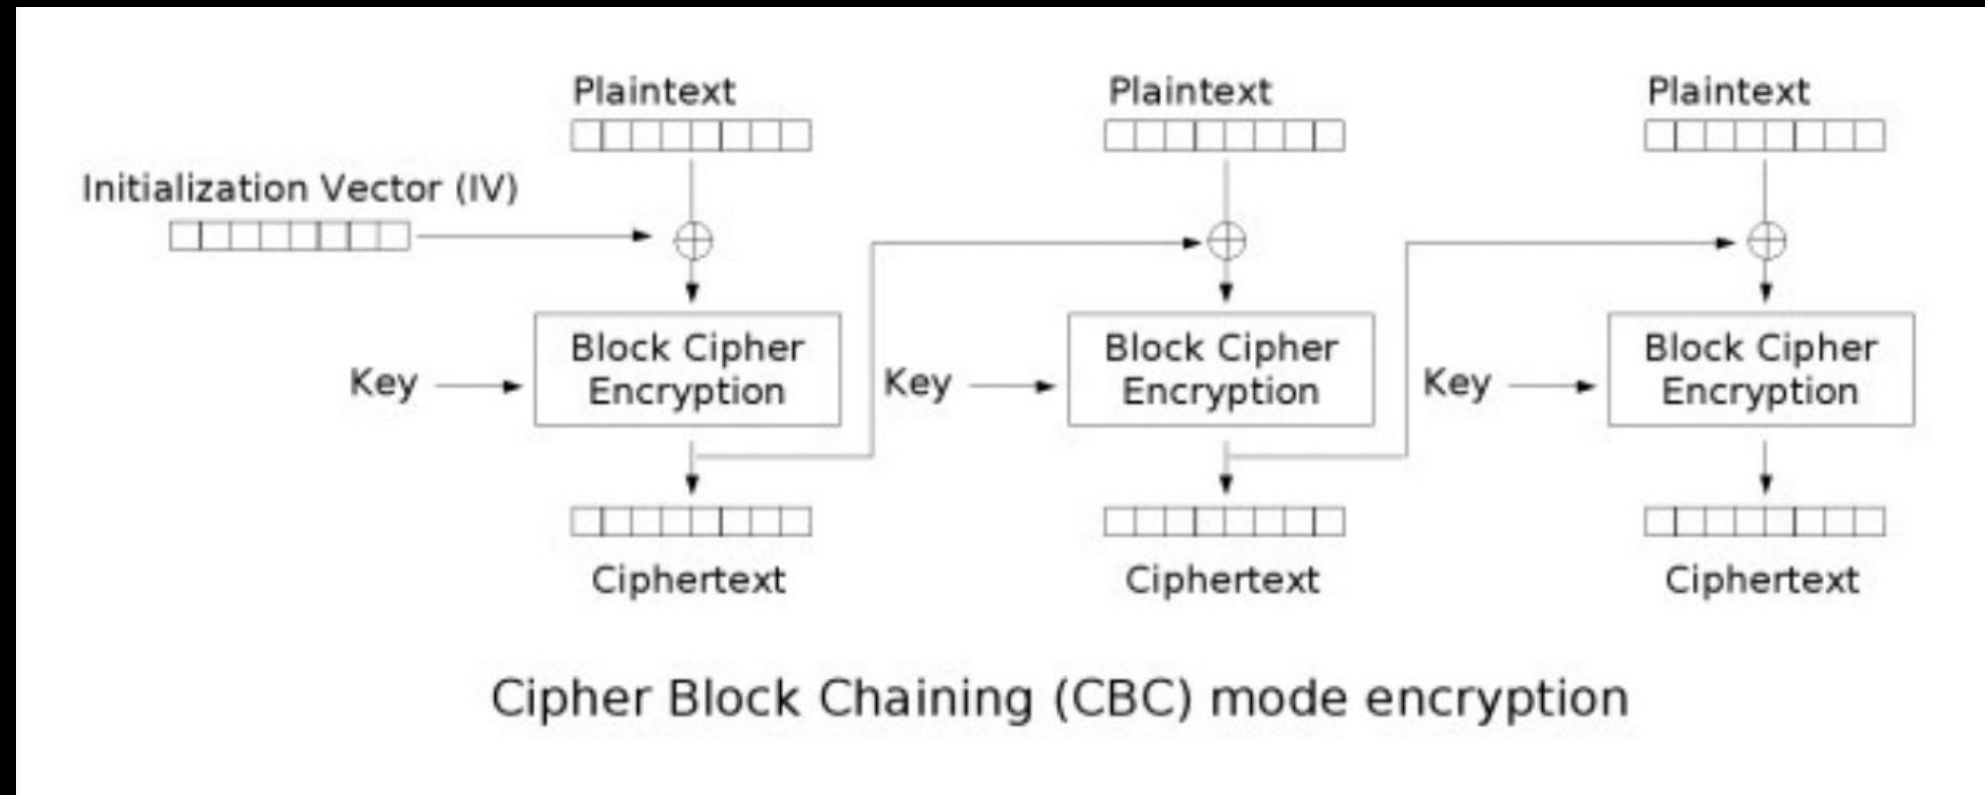 Plaintext
Plaintext
Plaintext
Initialization Vector (IV)
Key
Block Cipher
Encryption
Key
Block Cipher
Encryption
Key
Block Cipher
Encryption
Ciphertext
Ciphertext
Ciphertext
Cipher Block Chaining (CBC) mode encryption